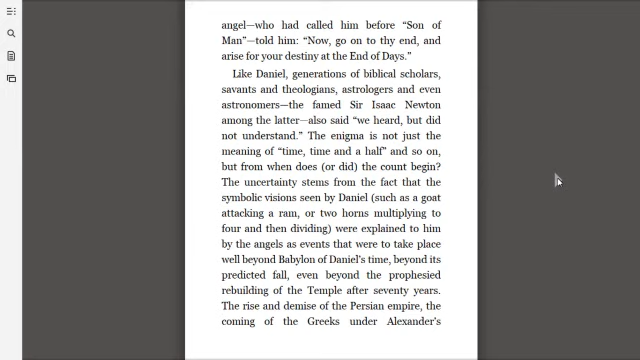 angel—who had called him before “Son of
Man”—told him: “Now, go on to thy end, and
arise for your destiny at the End of Days.”
Like Daniel, generations of biblical scholars,
savants and theologians, astrologers and even
astronomers—the famed Sir Isaac Newton
among the latter—also said “we heard, but did
not understand.” The enigma is not just the
meaning of “time, time and a half” and so on,
but from when does (or did) the count begin?
The uncertainty stems from the fact that the
symbolic visions seen by Daniel (such as a goat
attacking a ram, or two horns multiplying to
four and then dividing) were explained to him
by the angels as events that were to take place
well beyond Babylon of Daniel’s time, beyond its
predicted fall, even beyond the prophesied
rebuilding of the Temple after seventy years.
The rise and demise of the Persian empire, the
coming of the Greeks under Alexander’s